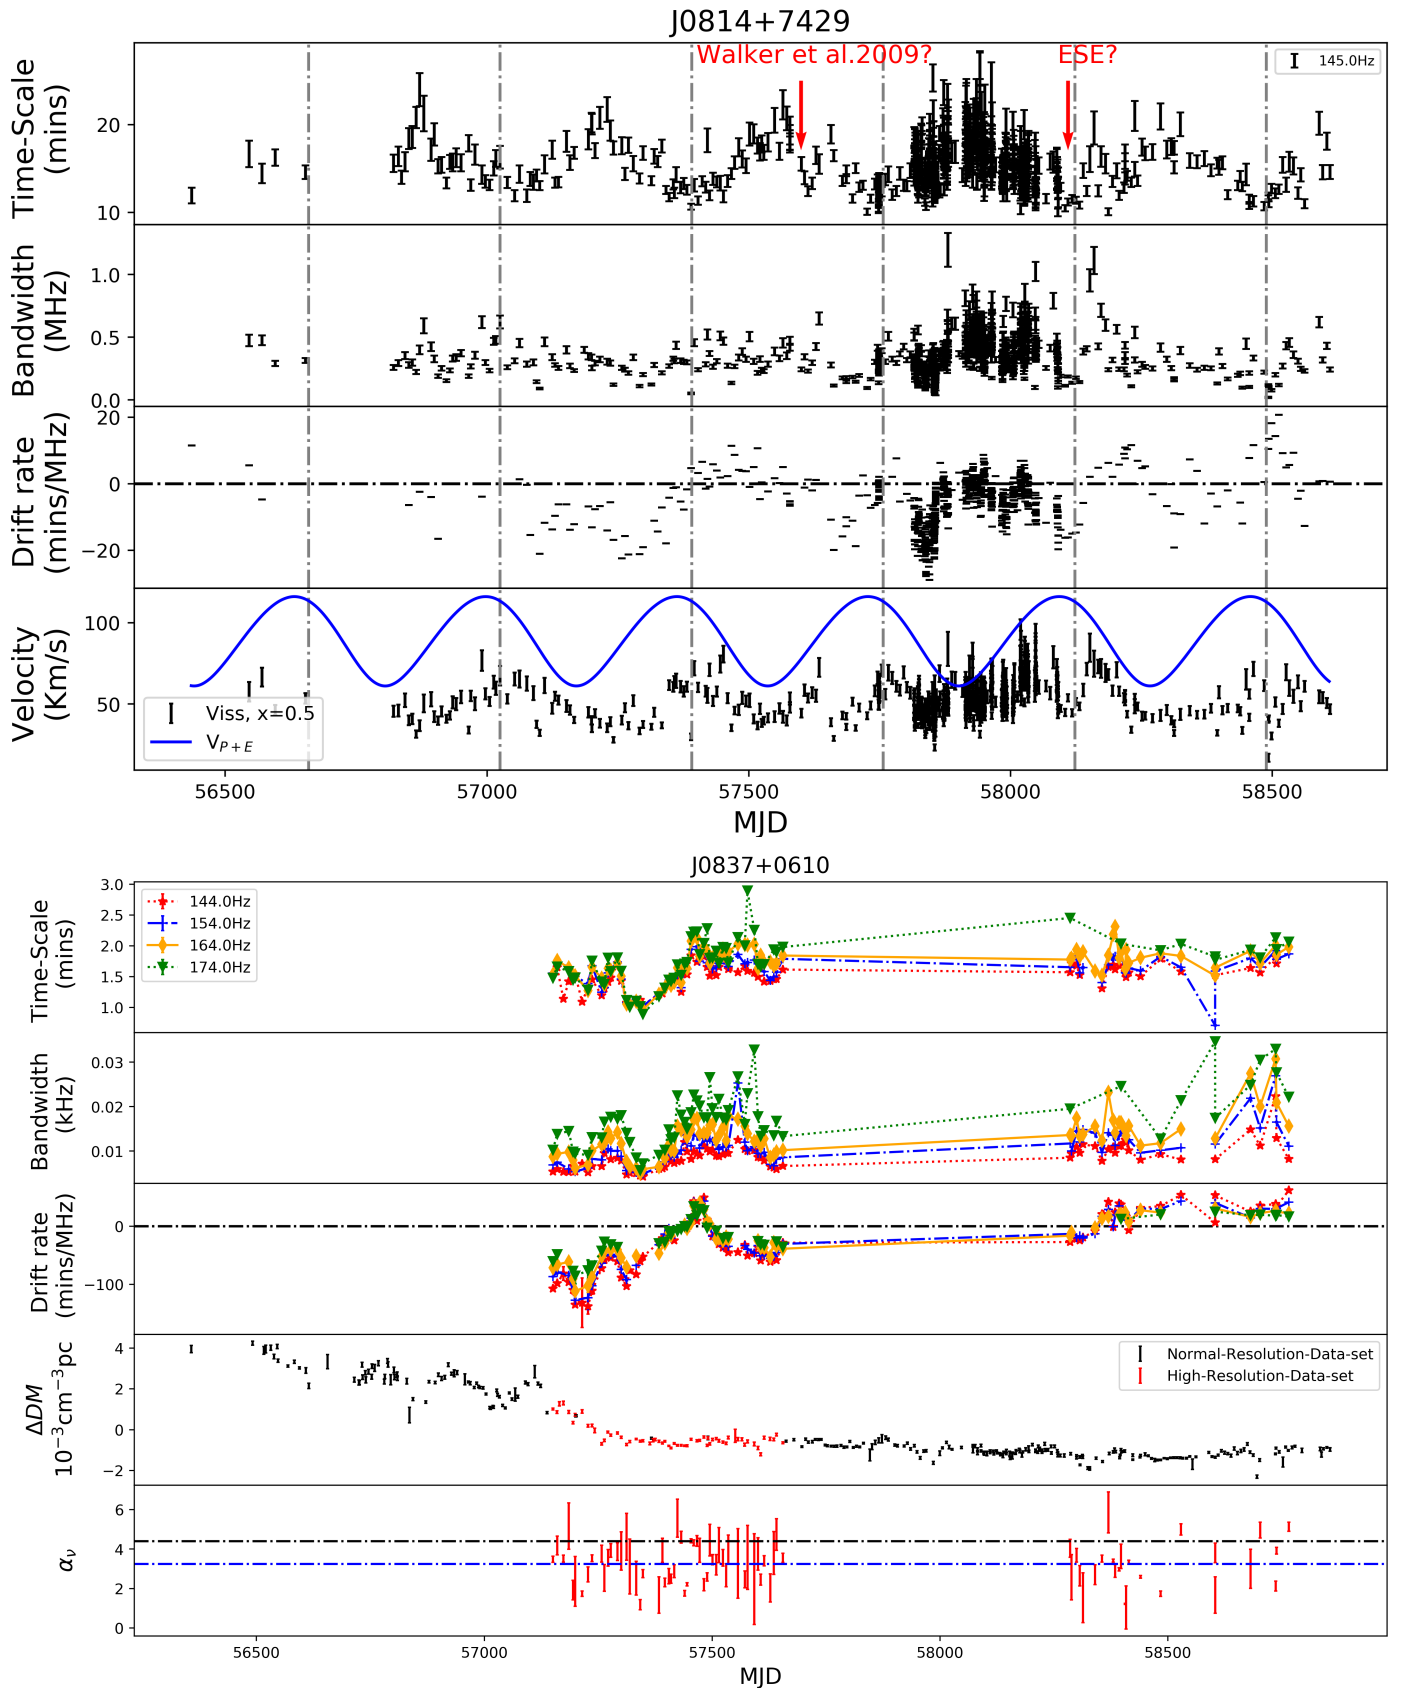 J0814+7429
Walker et al.2009?
ESE?
145.0Hz
Time-Scale
(mins)
20
10
Bandwidth
(MHz)
1.0
0.5
0.0
Drift rate
(mins/MHz)
20
0
−20
Velocity
(Km/s)
100
50
Viss, x=0.5
V_{P+E}
56500
57000
57500
58000
58500
MJD
J0837+0610
144.0Hz
154.0Hz
164.0Hz
174.0Hz
Time-Scale
(mins)
3.0
2.5
2.0
1.5
1.0
Bandwidth
(kHz)
0.03
0.02
0.01
Drift rate
(mins/MHz)
0
−100
ΔDM
10⁻³cm⁻³pc
4
2
0
−2
Normal-Resolution-Data-set
High-Resolution-Data-set
α_ν
6
4
2
0
56500
57000
57500
58000
58500
MJD